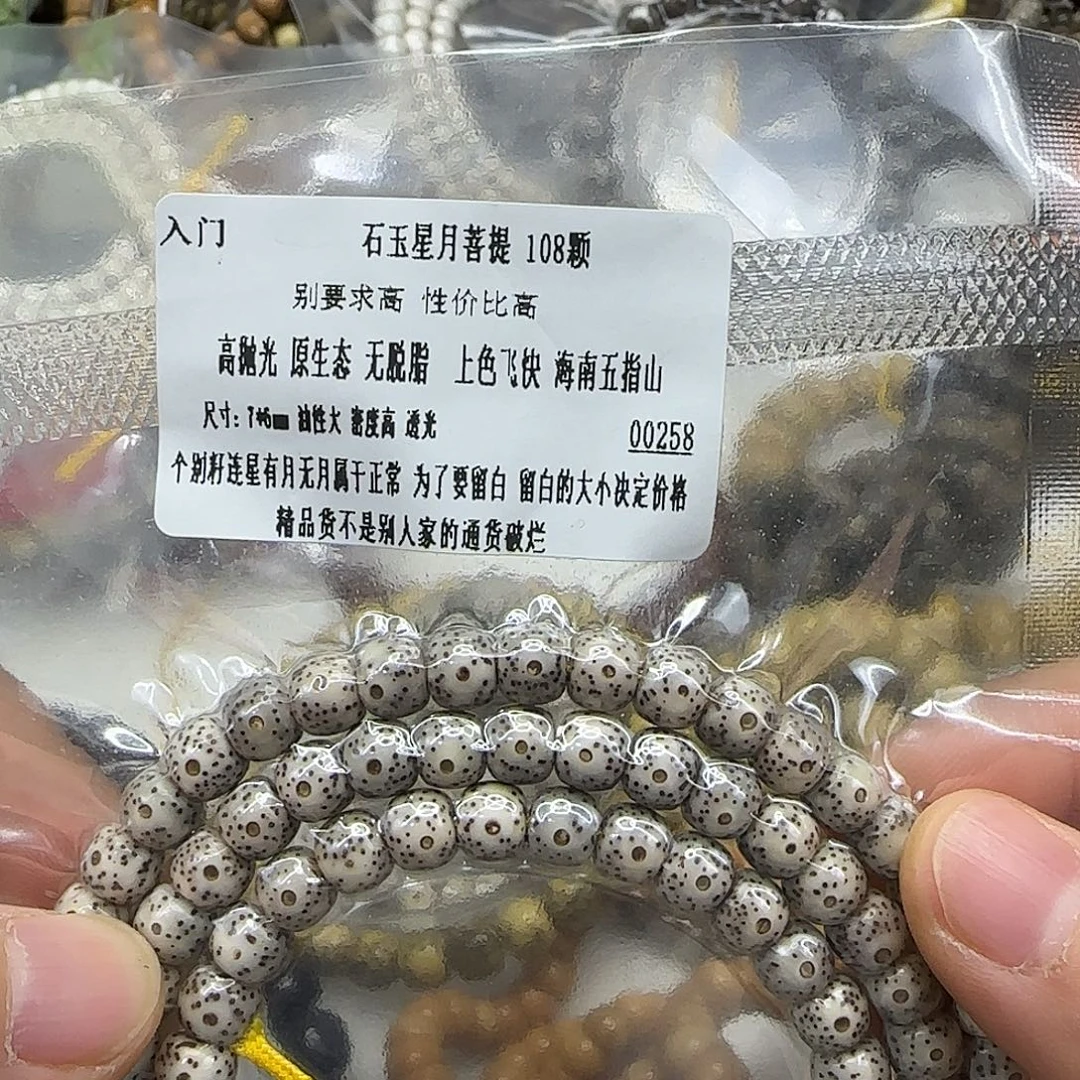 入门 石玉星月菩提 108颗
别要求高 性价比高
高抛光 原生态 无脱脂 上色飞快 海南五指山
尺寸：7*6mm 油性大 密度高 透光 00258
个别籽连星有月无月属于正常 为了要留白 留白的大小决定价格
精品货不是别人家的通货破烂